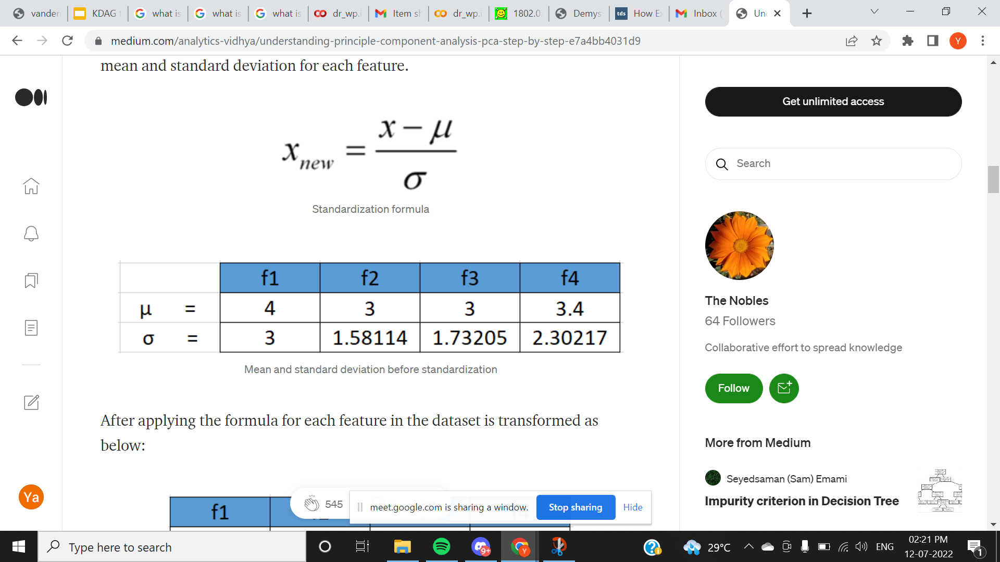 vander
KDAG
what is
what is
what is
dr_wp.i
Item sh
dr_wp.i
1802.0
Demys
tds
How E
Inbox (
Un
medium.com/analytics-vidhya/understanding-principle-component-analysis-pca-step-by-step-e7a4bb4031d9
Y
mean and standard deviation for each feature.
x_new = (x − μ) / σ
Standardization formula
f1 f2 f3 f4
μ = 4 3 3 3.4
σ = 3 1.58114 1.73205 2.30217
Mean and standard deviation before standardization
After applying the formula for each feature in the dataset is transformed as
below:
f1
545
meet.google.com is sharing a window.
Stop sharing
Hide
Ya
Get unlimited access
Search
The Nobles
64 Followers
Collaborative effort to spread knowledge
Follow
More from Medium
Seyedsaman (Sam) Emami
Impurity criterion in Decision Tree
Type here to search
9+
Y
29°C
ENG
02:21 PM
12-07-2022
1